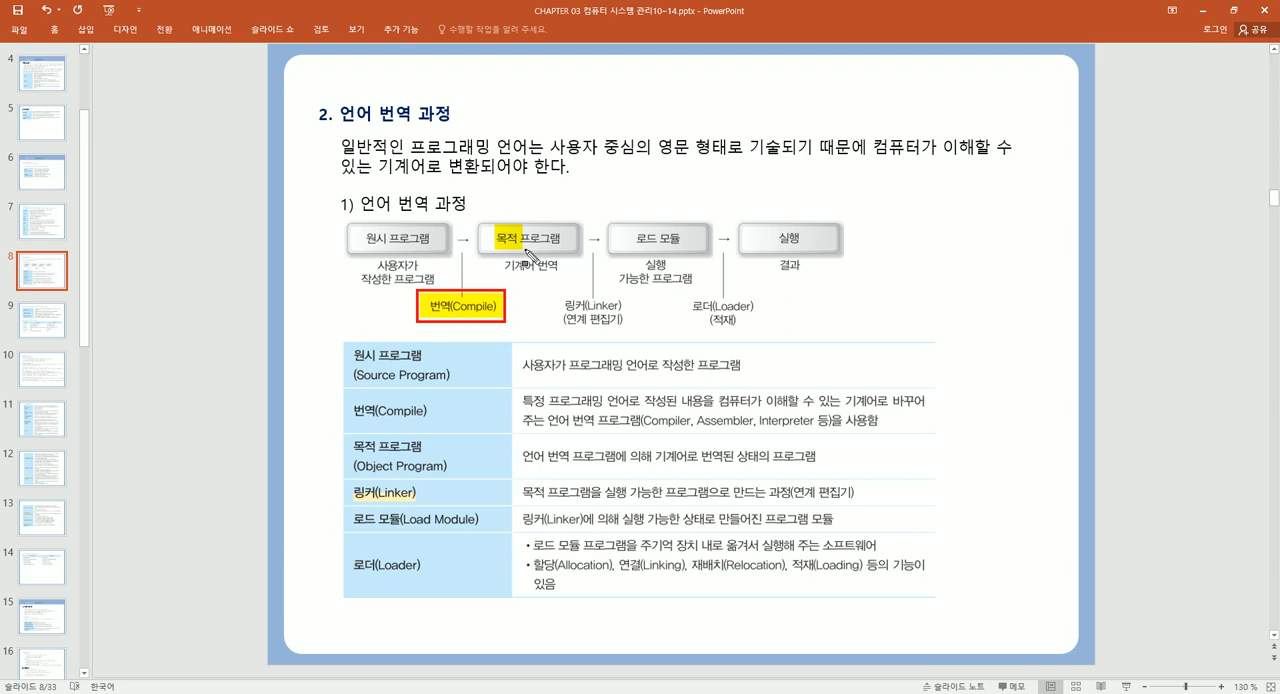 CHAPTER 03 컴퓨터 시스템 관리10~14.pptx - PowerPoint
파일 홈 삽입 디자인 전환 애니메이션 슬라이드 쇼 검토 보기 추가 기능 수행할 작업을 알려 주세요. 로그인 공유
4
5
6
7
8
9
10
11
12
13
14
15
16
2. 언어 번역 과정
일반적인 프로그래밍 언어는 사용자 중심의 영문 형태로 기술되기 때문에 컴퓨터가 이해할 수
있는 기계어로 변환되어야 한다.
1) 언어 번역 과정
원시 프로그램 → 목적 프로그램 → 로드 모듈 → 실행
사용자가 기계어 번역 실행 결과
작성한 프로그램 가능한 프로그램
번역(Compile) 링커(Linker) 로더(Loader)
(연계 편집기) (적재)
원시 프로그램
(Source Program)
사용자가 프로그래밍 언어로 작성한 프로그램
번역(Compile)
특정 프로그래밍 언어로 작성된 내용을 컴퓨터가 이해할 수 있는 기계어로 바꾸어
주는 언어 번역 프로그램(Compiler, Assembler, Interpreter 등)을 사용함
목적 프로그램
(Object Program)
언어 번역 프로그램에 의해 기계어로 번역된 상태의 프로그램
링커(Linker) 목적 프로그램을 실행 가능한 프로그램으로 만드는 과정(연계 편집기)
로드 모듈(Load Module) 링커(Linker)에 의해 실행 가능한 상태로 만들어진 프로그램 모듈
로더(Loader)
• 로드 모듈 프로그램을 주기억 장치 내로 옮겨서 실행해 주는 소프트웨어
• 할당(Allocation), 연결(Linking), 재배치(Relocation), 적재(Loading) 등의 기능이
있음
슬라이드 8/33 한국어 슬라이드 노트 메모 130 %